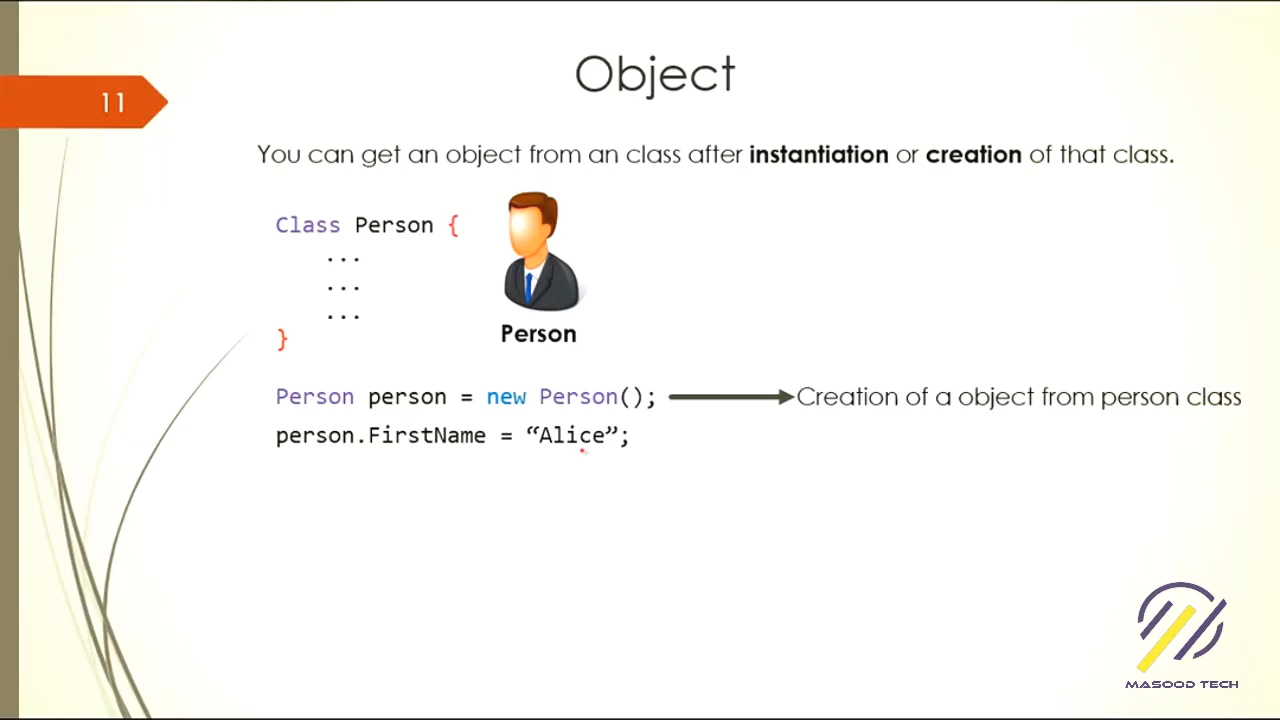 Object
11
You can get an object from an class after instantiation or creation of that class.
Class Person {
...
...
...
}
Person
Person person = new Person();
Creation of a object from person class
person.FirstName = “Alice”;
MASOOD TECH